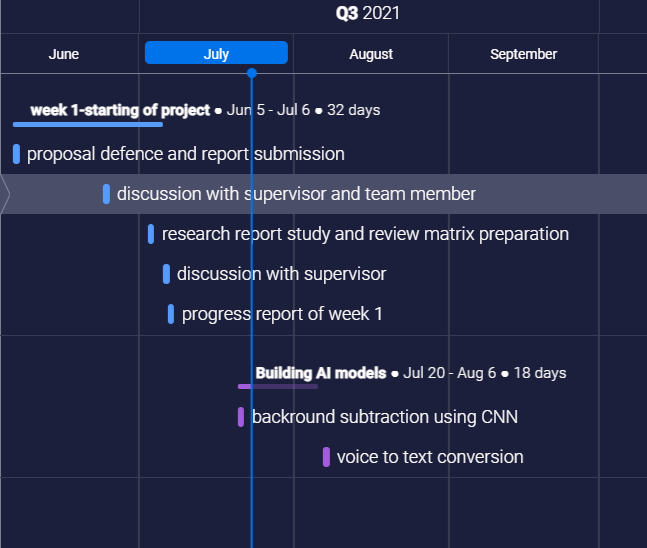 Q3 2021
June July August September
week 1-starting of project ● Jun 5 - Jul 6 ● 32 days
proposal defence and report submission
discussion with supervisor and team member
research report study and review matrix preparation
discussion with supervisor
progress report of week 1
Building AI models ● Jul 20 - Aug 6 ● 18 days
backround subtraction using CNN
voice to text conversion